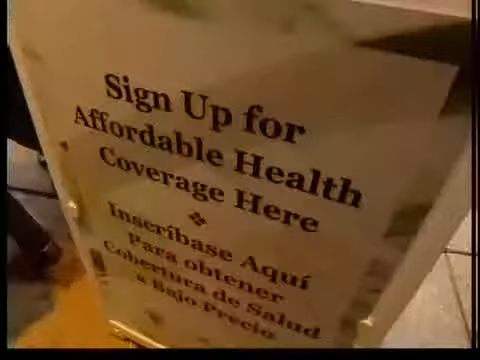 Sign Up for
Affordable Health
Coverage Here
Inscríbase Aquí
Para obtener
Cobertura de Salud
a Bajo Precio